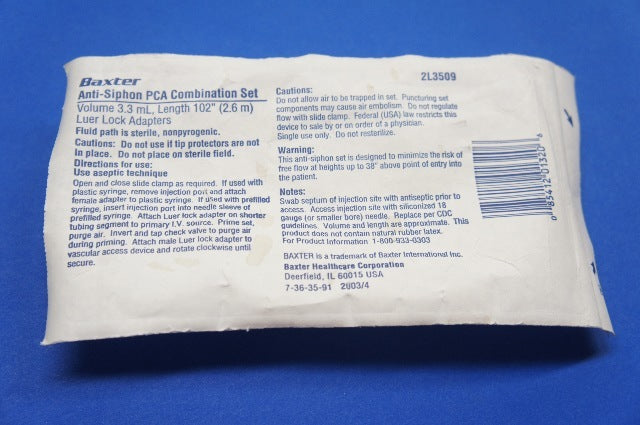 Baxter
Anti-Siphon PCA Combination Set
Volume 3.3 mL, Length 102" (2.6 m)
Luer Lock Adapters
Fluid path is sterile, nonpyrogenic.
Cautions: Do not use if tip protectors are not
in place. Do not place on sterile field.
Directions for use:
Use aseptic technique
Open and close slide clamp as required. If used with
plastic syringe, remove injection port and attach
female adapter to plastic syringe. If used with prefilled
syringe, insert injection port into needle sleeve of
prefilled syringe. Attach Luer lock adapter on shorter
tubing segment to primary I.V. source. Prime set,
purge air. Invert and tap check valve to purge air
during priming. Attach male Luer lock adapter to
vascular access device and rotate clockwise until
secure.
2L3509
Cautions:
Do not allow air to be trapped in set. Puncturing set
components may cause air embolism. Do not regulate
flow with slide clamp. Federal (USA) law restricts this
device to sale by or on order of a physician.
Single use only. Do not resterilize.
Warning:
This anti-siphon set is designed to minimize the risk of
free flow at heights up to 38" above point of entry into
the patient.
Notes:
Swab septum of injection site with antiseptic prior to
access. Access injection site with siliconized 18
gauge (or smaller bore) needle. Replace per CDC
guidelines. Volume and length are approximate. This
product does not contain natural rubber latex.
For Product Information 1-800-933-0303
BAXTER is a trademark of Baxter International Inc.
Baxter Healthcare Corporation
Deerfield, IL 60015 USA
7-36-35-91 2003/4
0 85412 01320 6